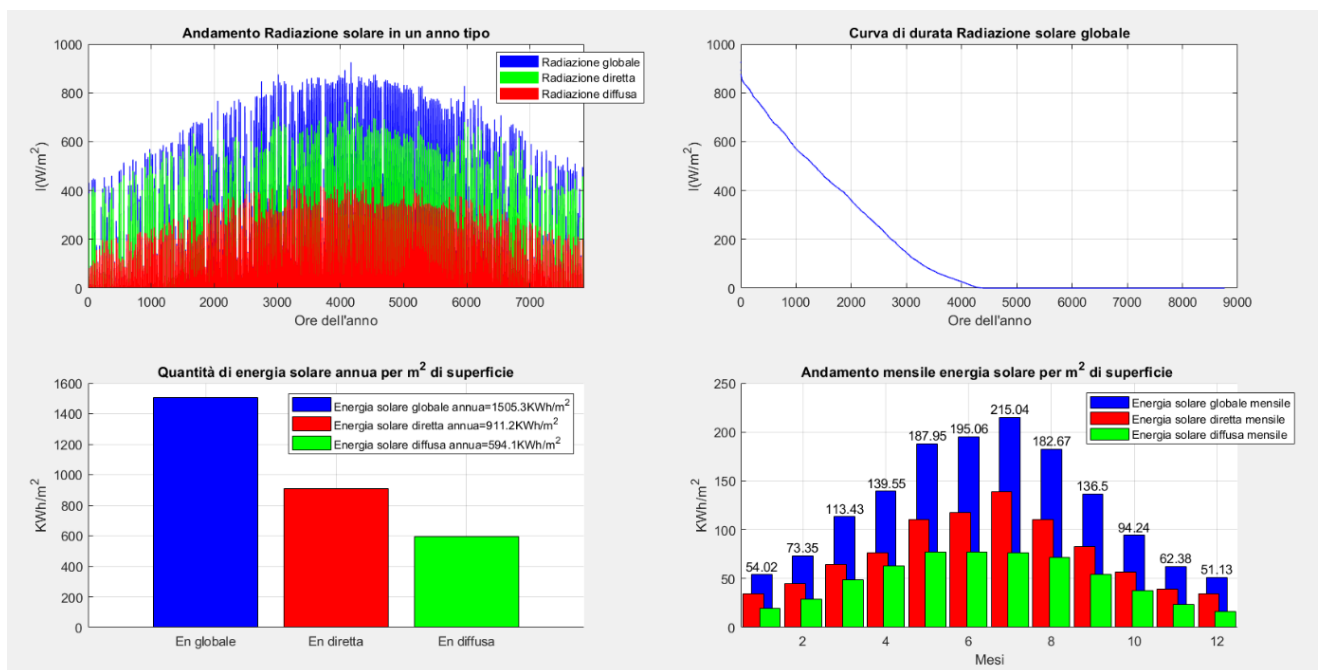 Andamento Radiazione solare in un anno tipo
1000
800
600
400
200
0
I(W/m²)
Radiazione globale
Radiazione diretta
Radiazione diffusa
0 1000 2000 3000 4000 5000 6000 7000
Ore dell'anno
Curva di durata Radiazione solare globale
1000
800
600
400
200
0
I(W/m²)
0 1000 2000 3000 4000 5000 6000 7000 8000 9000
Ore dell'anno
Quantità di energia solare annua per m² di superficie
1600
1400
1200
1000
800
600
400
200
0
KWh/m²
Energia solare globale annua=1505.3KWh/m²
Energia solare diretta annua=911.2KWh/m²
Energia solare diffusa annua=594.1KWh/m²
En globale En diretta En diffusa
Andamento mensile energia solare per m² di superficie
250
200
150
100
50
0
KWh/m²
Energia solare globale mensile
Energia solare diretta mensile
Energia solare diffusa mensile
54.02 73.35 113.43 139.55 187.95 195.06 215.04 182.67 136.5 94.24 62.38 51.13
2 4 6 8 10 12
Mesi